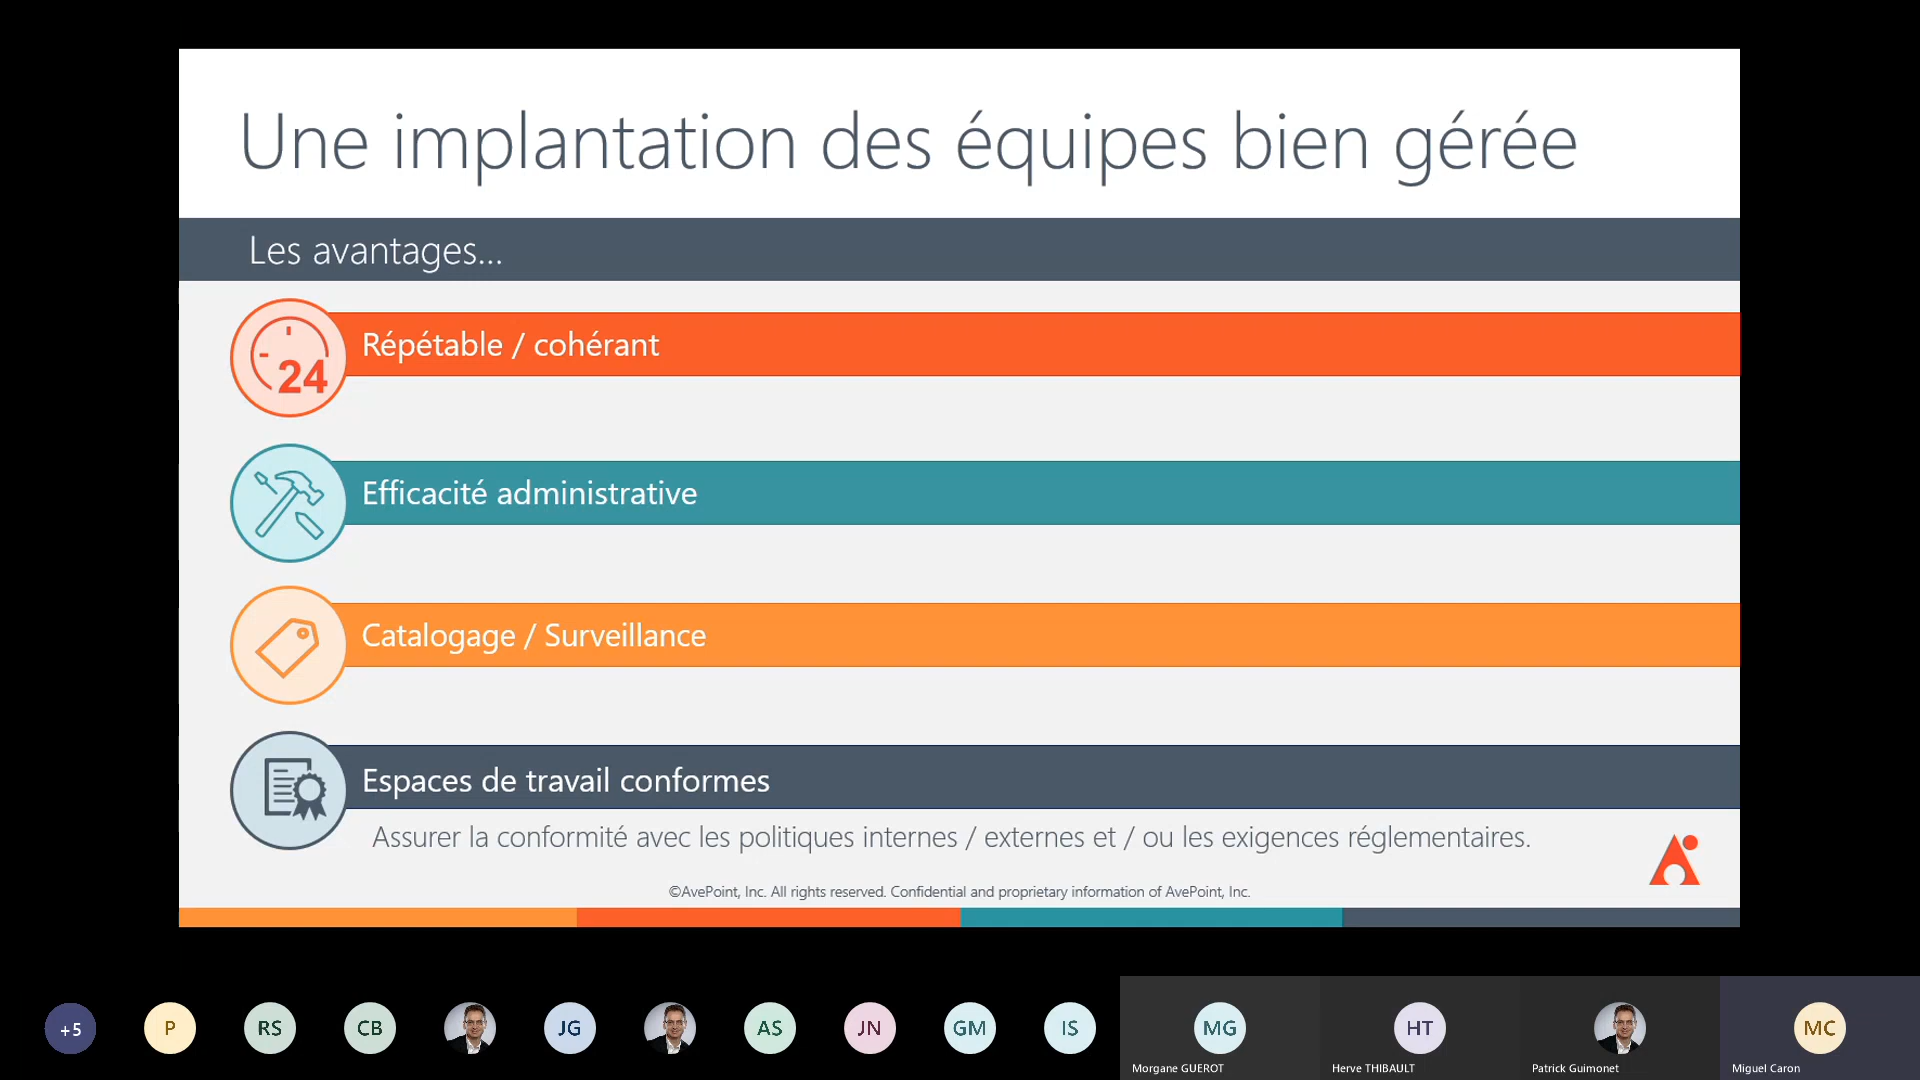 Une implantation des équipes bien gérée
Les avantages...
24
Répétable / cohérant
Efficacité administrative
Catalogage / Surveillance
Espaces de travail conformes
Assurer la conformité avec les politiques internes / externes et / ou les exigences réglementaires.
©AvePoint, Inc. All rights reserved. Confidential and proprietary information of AvePoint, Inc.
+5
P
RS
CB
JG
AS
JN
GM
IS
MG
HT
MC
Morgane GUEROT
Herve THIBAULT
Patrick Guimonet
Miguel Caron